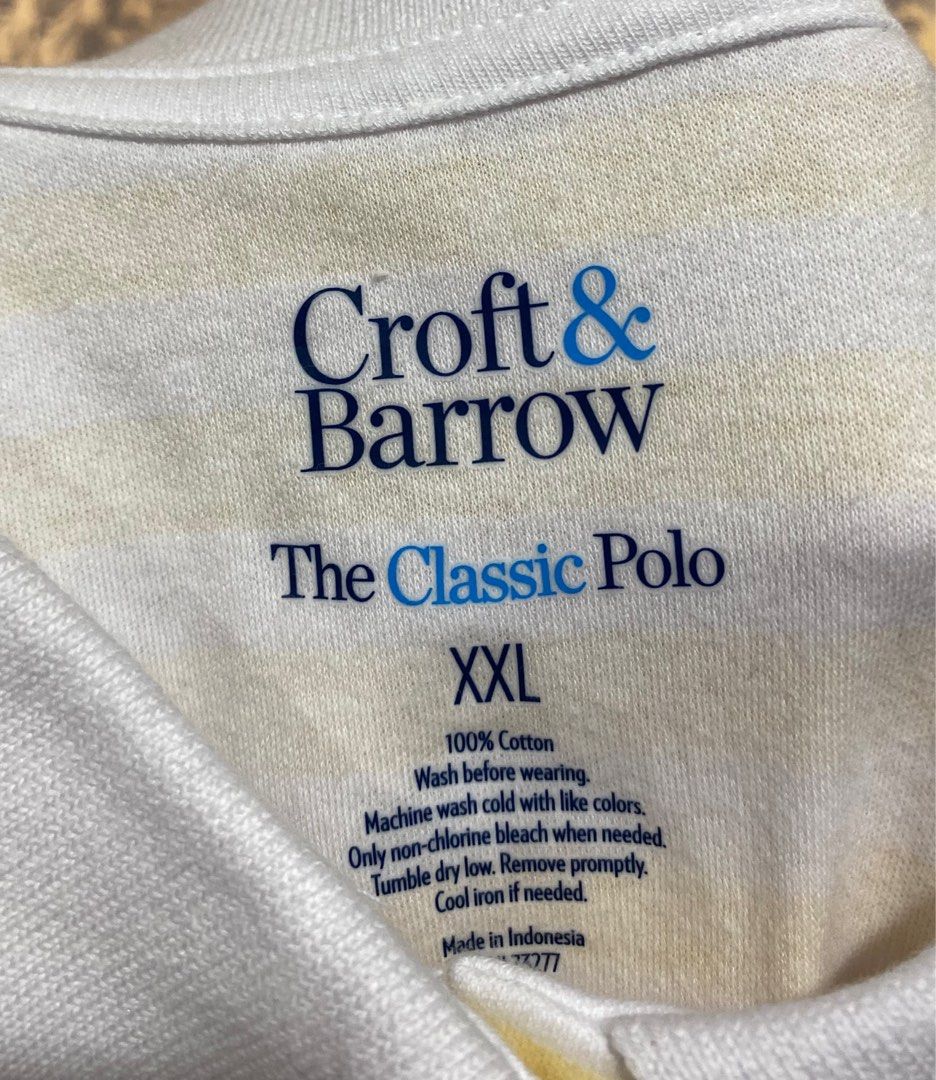 Croft &
Barrow
The Classic Polo
XXL
100% Cotton
Wash before wearing.
Machine wash cold with like colors.
Only non-chlorine bleach when needed.
Tumble dry low. Remove promptly.
Cool iron if needed.
Made in Indonesia